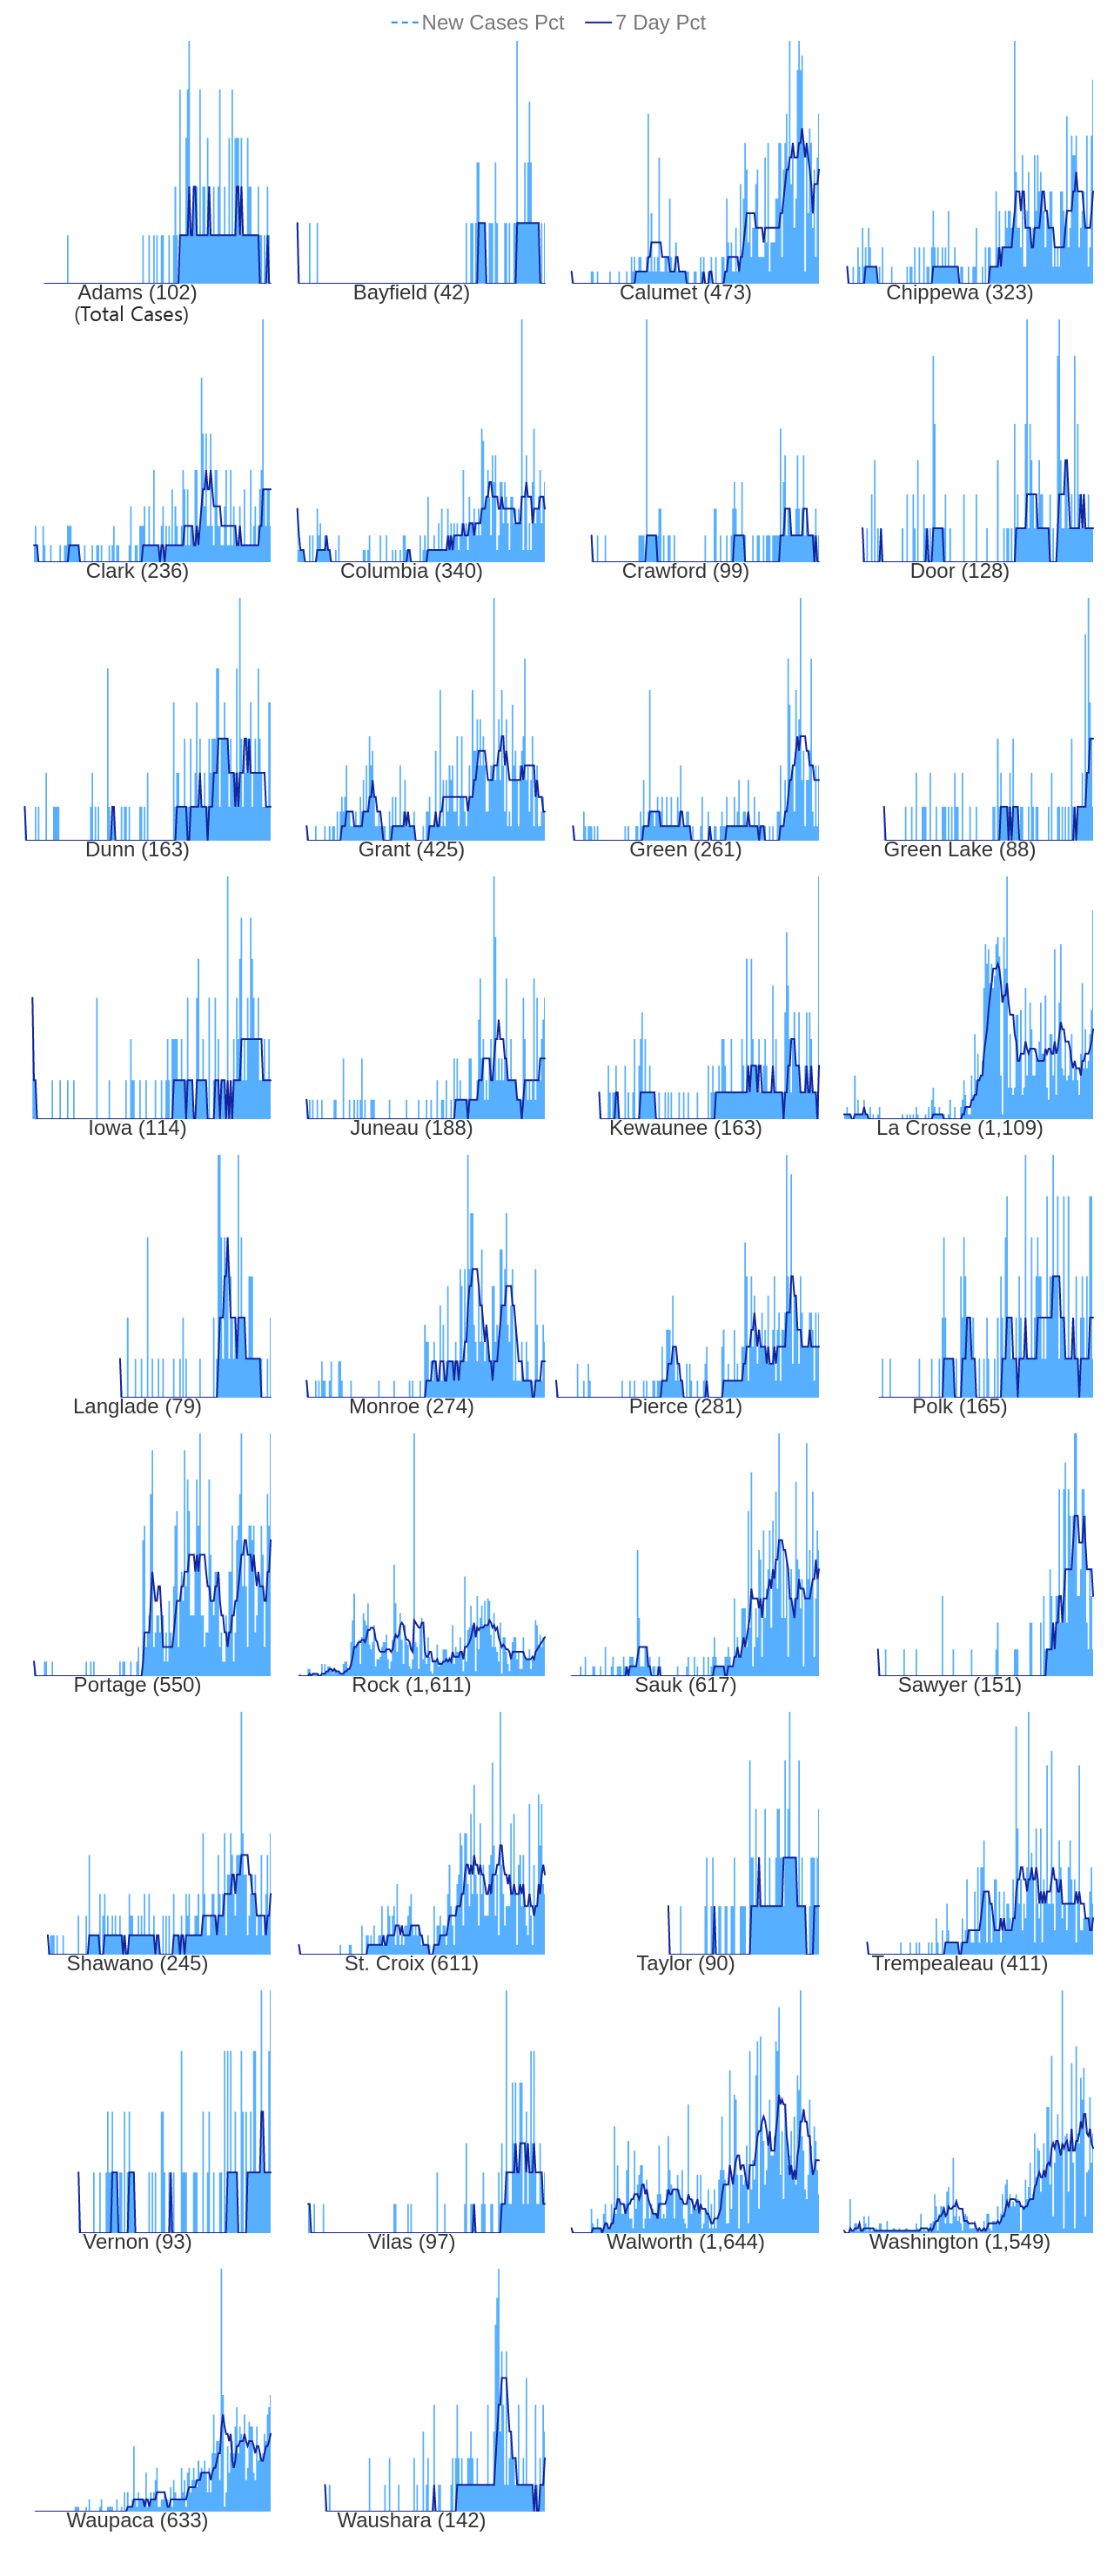 New Cases Pct 7 Day Pct
Adams (102) Bayfield (42) Calumet (473) Chippewa (323)
(Total Cases)
Clark (236) Columbia (340) Crawford (99) Door (128)
Dunn (163) Grant (425) Green (261) Green Lake (88)
Iowa (114) Juneau (188) Kewaunee (163) La Crosse (1,109)
Langlade (79) Monroe (274) Pierce (281) Polk (165)
Portage (550) Rock (1,611) Sauk (617) Sawyer (151)
Shawano (245) St. Croix (611) Taylor (90) Trempealeau (411)
Vernon (93) Vilas (97) Walworth (1,644) Washington (1,549)
Waupaca (633) Waushara (142)